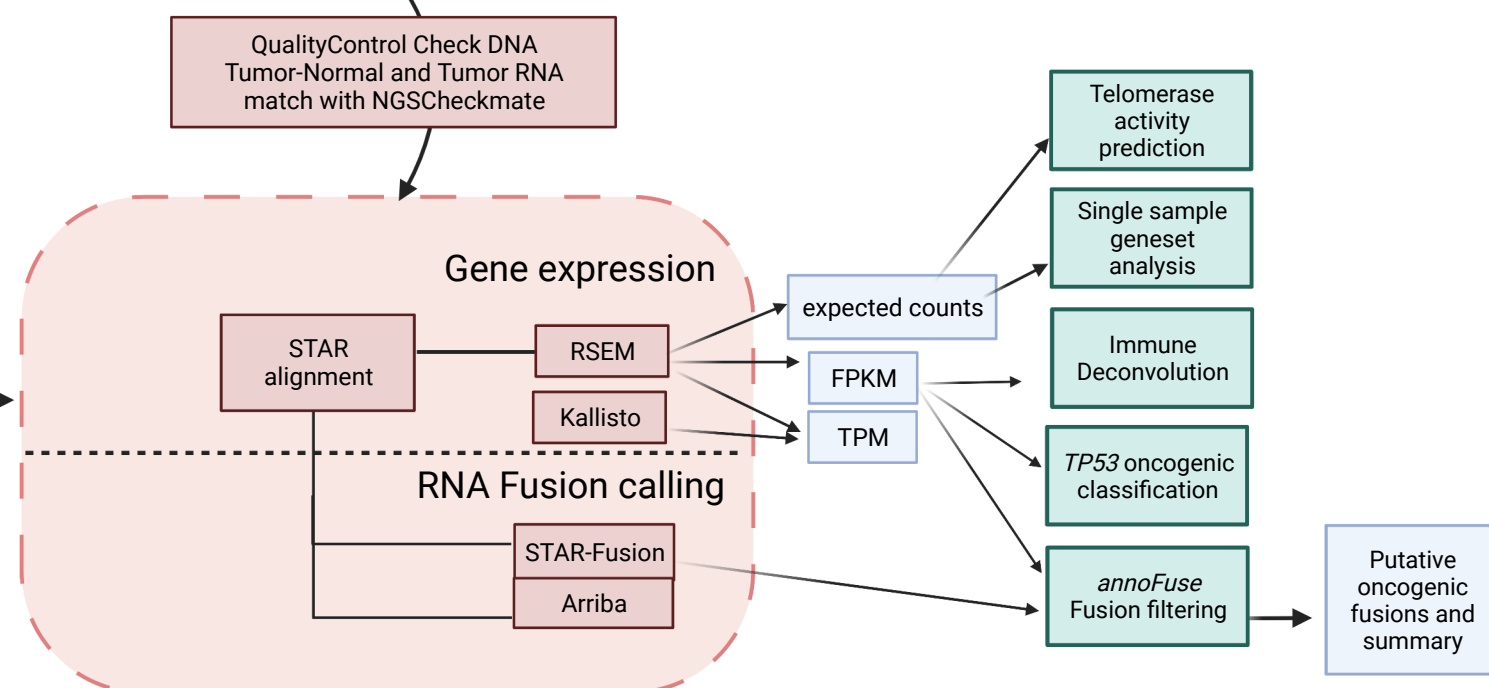 QualityControl Check DNA
Tumor-Normal and Tumor RNA
match with NGSCheckmate
Gene expression
STAR
alignment
RSEM
Kallisto
RNA Fusion calling
STAR-Fusion
Arriba
expected counts
FPKM
TPM
Telomerase
activity
prediction
Single sample
geneset
analysis
Immune
Deconvolution
TP53 oncogenic
classification
annoFuse
Fusion filtering
Putative
oncogenic
fusions and
summary